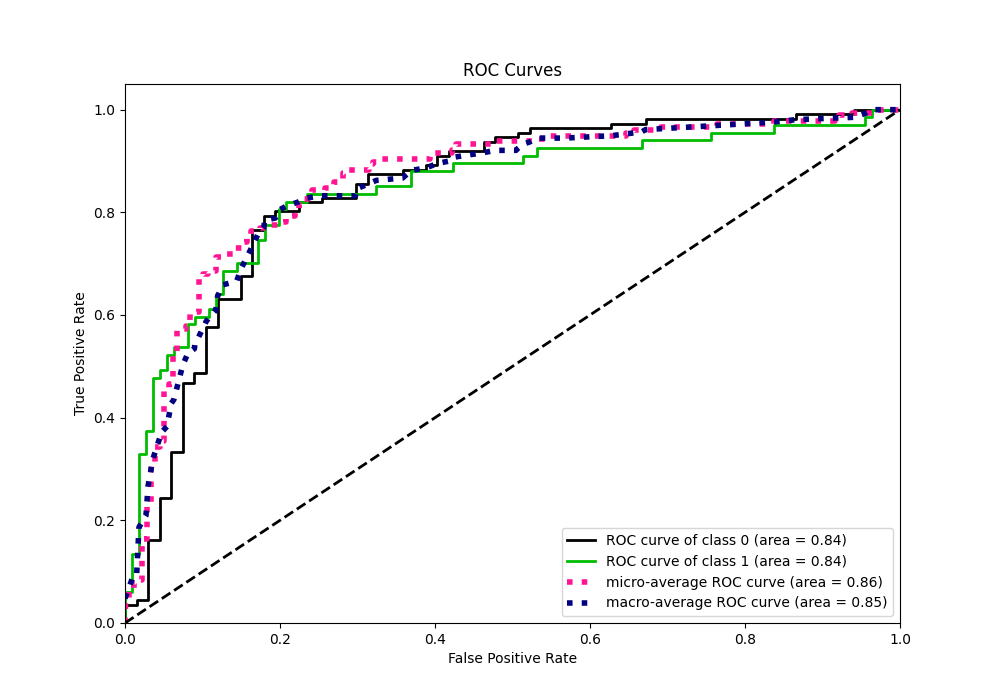 ROC Curves
True Positive Rate
1.0
0.8
0.6
0.4
0.2
0.0
0.0 0.2 0.4 0.6 0.8 1.0
False Positive Rate
ROC curve of class 0 (area = 0.84)
ROC curve of class 1 (area = 0.84)
micro-average ROC curve (area = 0.86)
macro-average ROC curve (area = 0.85)